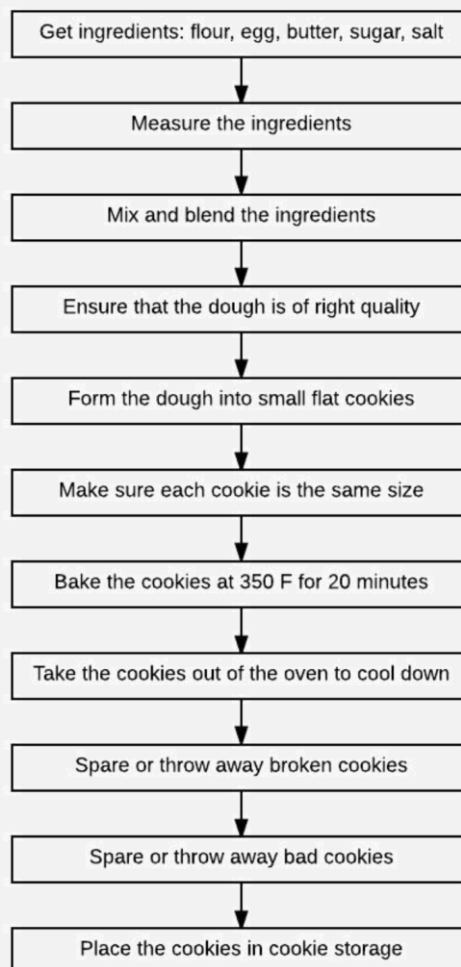 Get ingredients: flour, egg, butter, sugar, salt
Measure the ingredients
Mix and blend the ingredients
Ensure that the dough is of right quality
Form the dough into small flat cookies
Make sure each cookie is the same size
Bake the cookies at 350 F for 20 minutes
Take the cookies out of the oven to cool down
Spare or throw away broken cookies
Spare or throw away bad cookies
Place the cookies in cookie storage